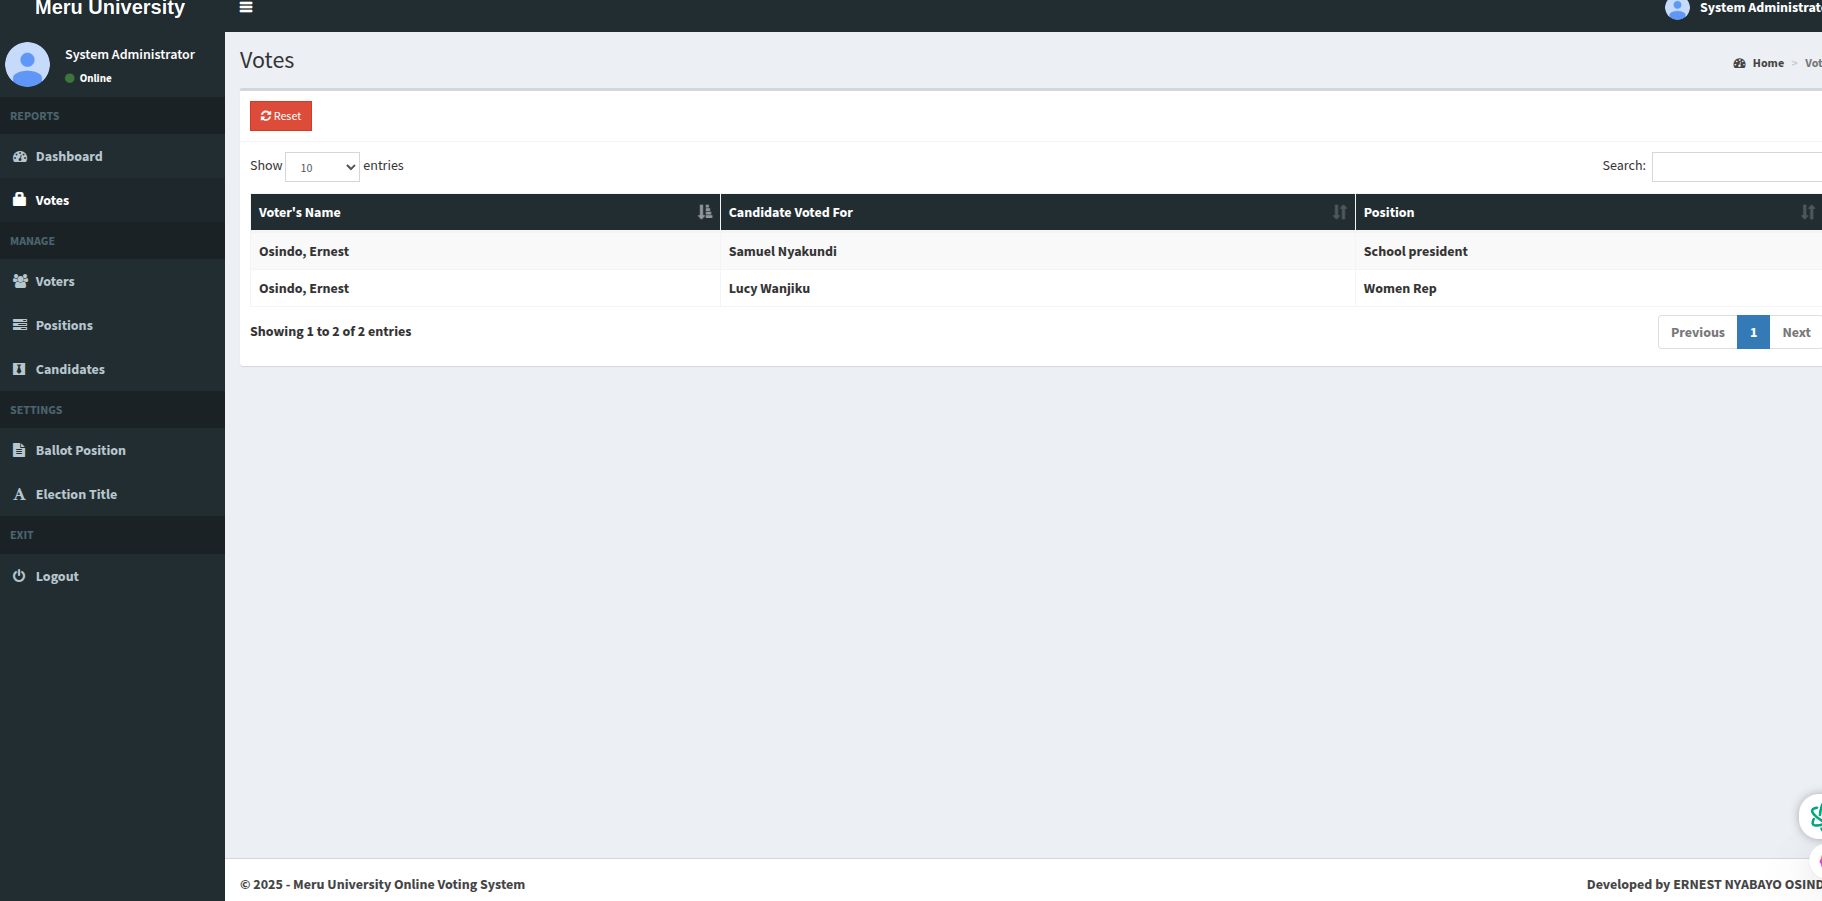 Meru University
System Administrat
System Administrator
Online
REPORTS
Dashboard
Votes
MANAGE
Voters
Positions
Candidates
SETTINGS
Ballot Position
Election Title
EXIT
Logout
Votes
Home > Vot
Reset
Show 10 entries
Search:
Voter's Name Candidate Voted For Position
Osindo, Ernest Samuel Nyakundi School president
Osindo, Ernest Lucy Wanjiku Women Rep
Showing 1 to 2 of 2 entries
Previous 1 Next
© 2025 - Meru University Online Voting System
Developed by ERNEST NYABAYO OSIND